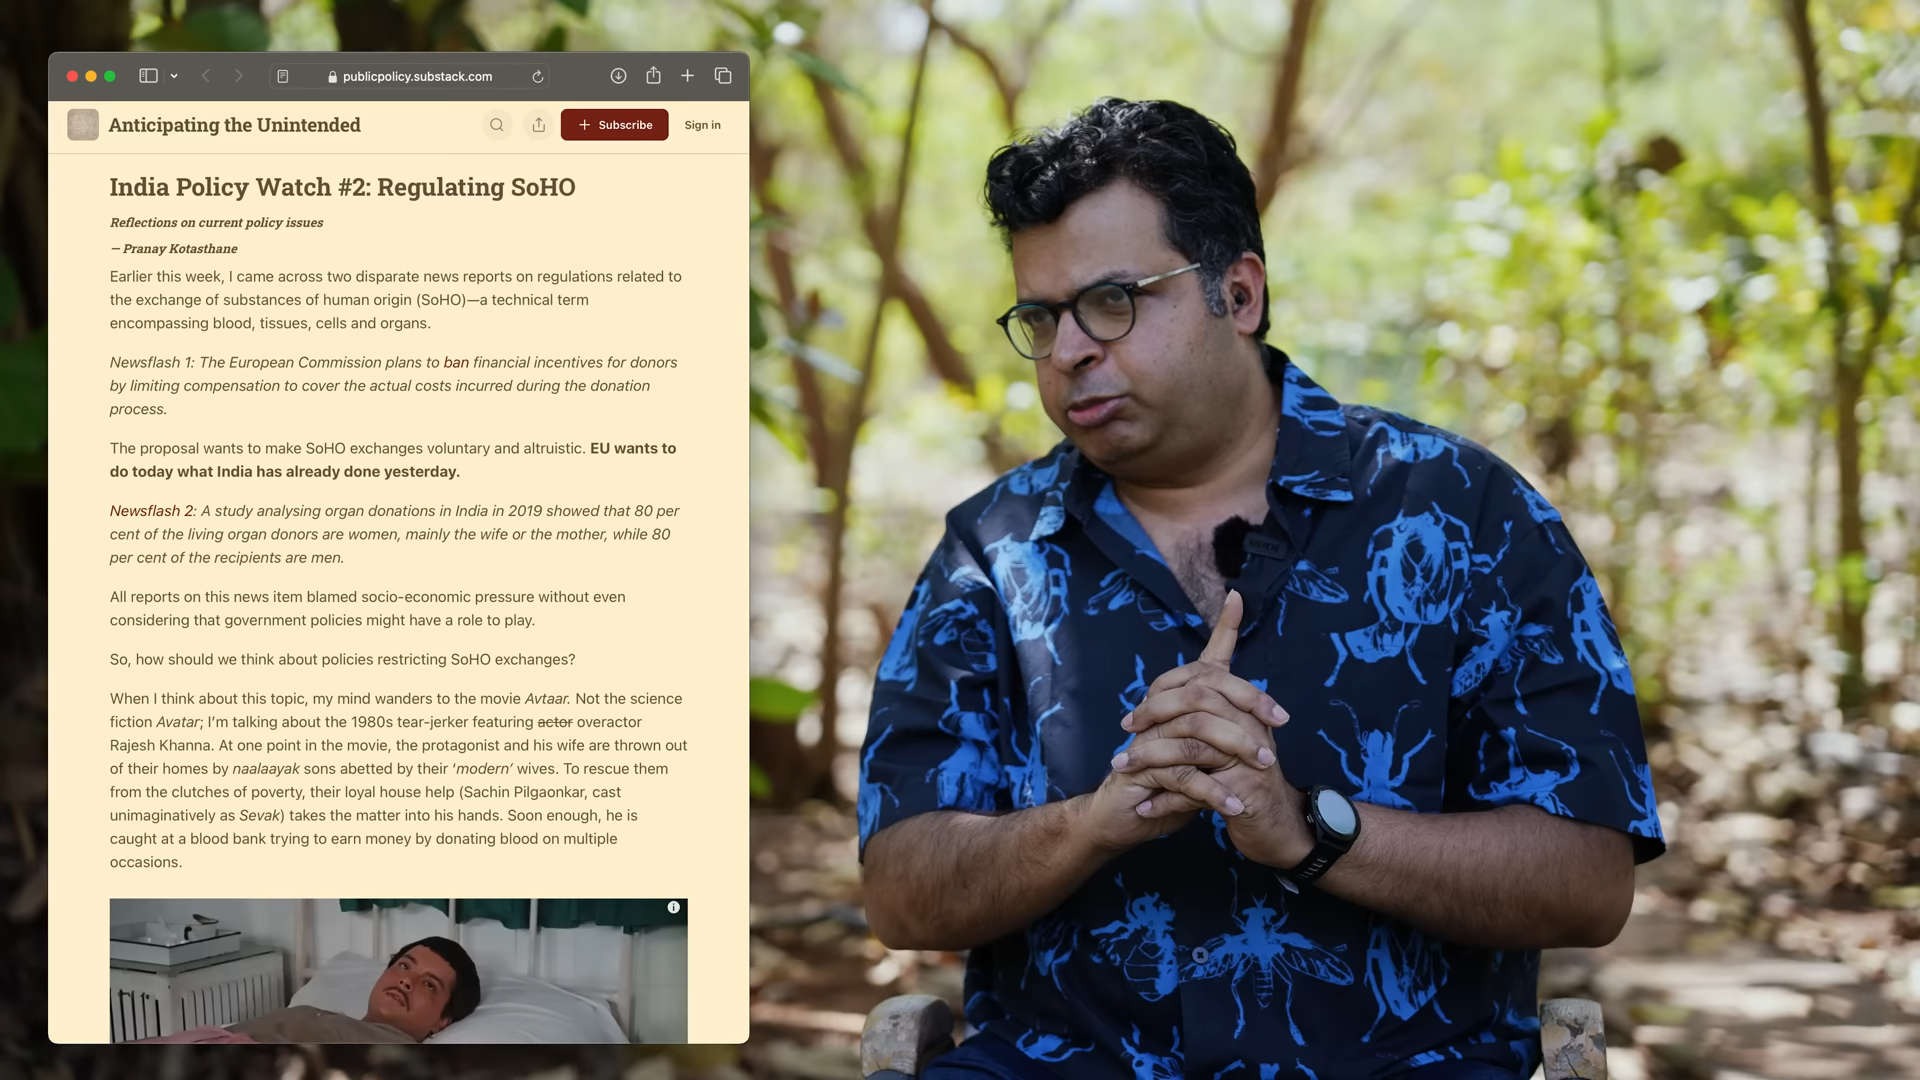 publicpolicy.substack.com
Anticipating the Unintended
Subscribe
Sign in
India Policy Watch #2: Regulating SoHO
Reflections on current policy issues
— Pranay Kotasthane
Earlier this week, I came across two disparate news reports on regulations related to
the exchange of substances of human origin (SoHO)—a technical term
encompassing blood, tissues, cells and organs.
Newsflash 1: The European Commission plans to ban financial incentives for donors
by limiting compensation to cover the actual costs incurred during the donation
process.
The proposal wants to make SoHO exchanges voluntary and altruistic. EU wants to
do today what India has already done yesterday.
Newsflash 2: A study analysing organ donations in India in 2019 showed that 80 per
cent of the living organ donors are women, mainly the wife or the mother, while 80
per cent of the recipients are men.
All reports on this news item blamed socio-economic pressure without even
considering that government policies might have a role to play.
So, how should we think about policies restricting SoHO exchanges?
When I think about this topic, my mind wanders to the movie Avtaar. Not the science
fiction Avatar; I'm talking about the 1980s tear-jerker featuring actor overactor
Rajesh Khanna. At one point in the movie, the protagonist and his wife are thrown out
of their homes by naalaayak sons abetted by their ‘modern’ wives. To rescue them
from the clutches of poverty, their loyal house help (Sachin Pilgaonkar, cast
unimaginatively as Sevak) takes the matter into his hands. Soon enough, he is
caught at a blood bank trying to earn money by donating blood on multiple
occasions.